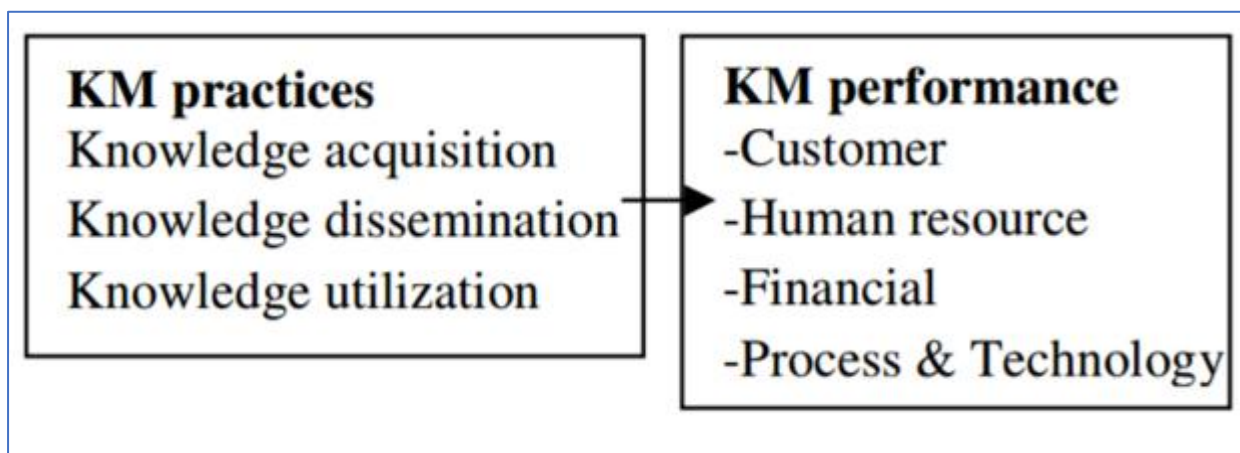 KM practices
Knowledge acquisition
Knowledge dissemination
Knowledge utilization
KM performance
-Customer
-Human resource
-Financial
-Process & Technology